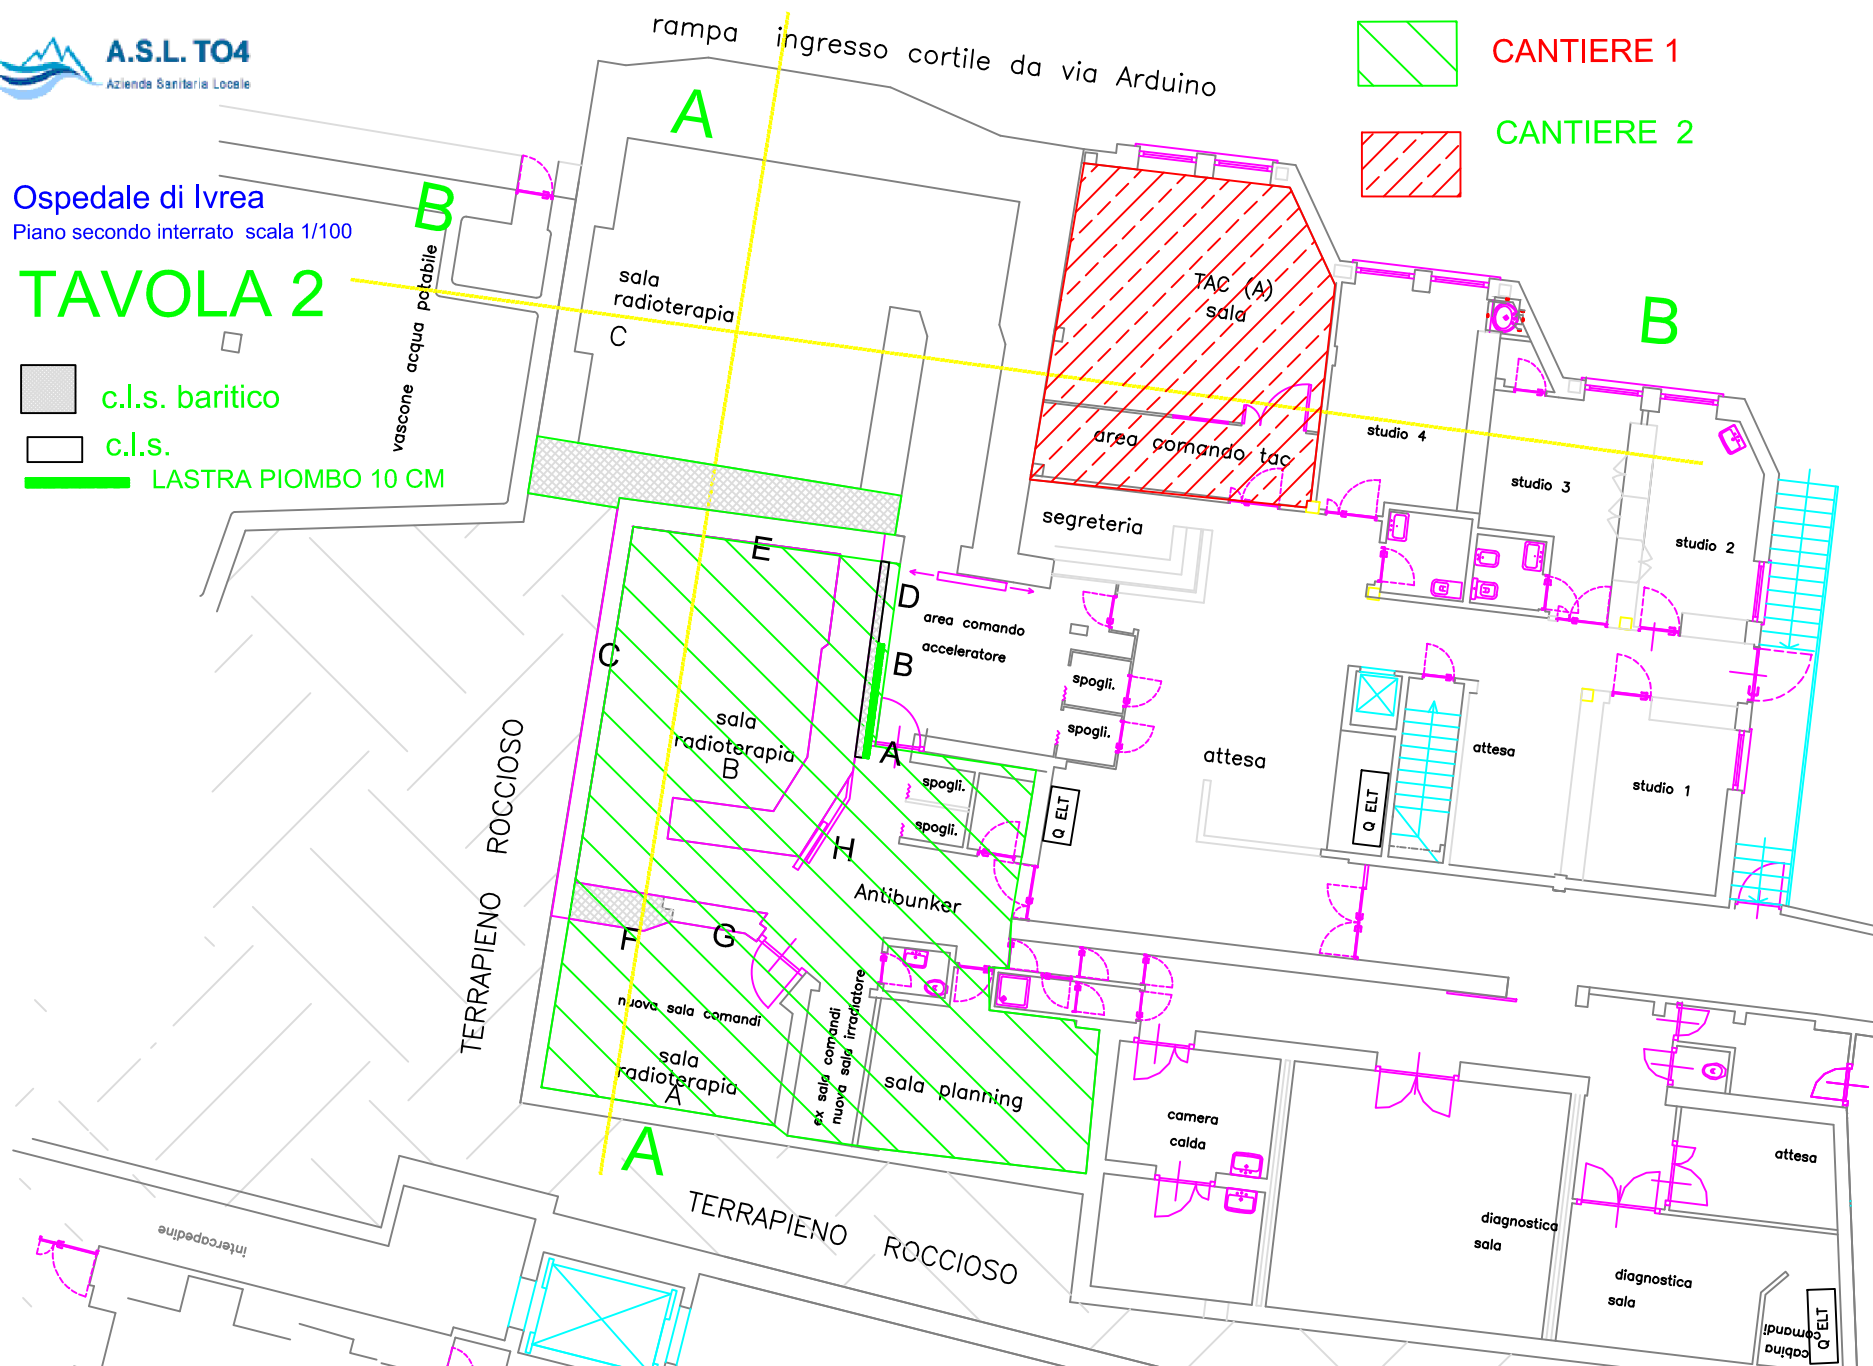 A.S.L. TO4
Azienda Sanitaria Locale
rampa ingresso cortile da via Arduino
CANTIERE 1
CANTIERE 2
Ospedale di Ivrea
Piano secondo interrato scala 1/100
TAVOLA 2
c.l.s. baritico
c.l.s.
LASTRA PIOMBO 10 CM
A
B
B
A
vascone acqua potabile
sala
radioterapia
C
TAC (A)
sala
area comando tac
studio 4
studio 3
studio 2
studio 1
segreteria
E
D
C
B
A
H
F
G
area comando
acceleratore
spogli.
spogli.
sala
radioterapia
B
spogli.
spogli.
Q ELT
attesa
Q ELT
attesa
Antibunker
TERRAPIENO ROCCIOSO
nuova sala comandi
sala
radioterapia
A
ex sala comandi
nuova sala irradiatore
sala planning
camera
calda
attesa
diagnostica
sala
diagnostica
sala
cabina
comandi
Q ELT
TERRAPIENO ROCCIOSO
intercapedine